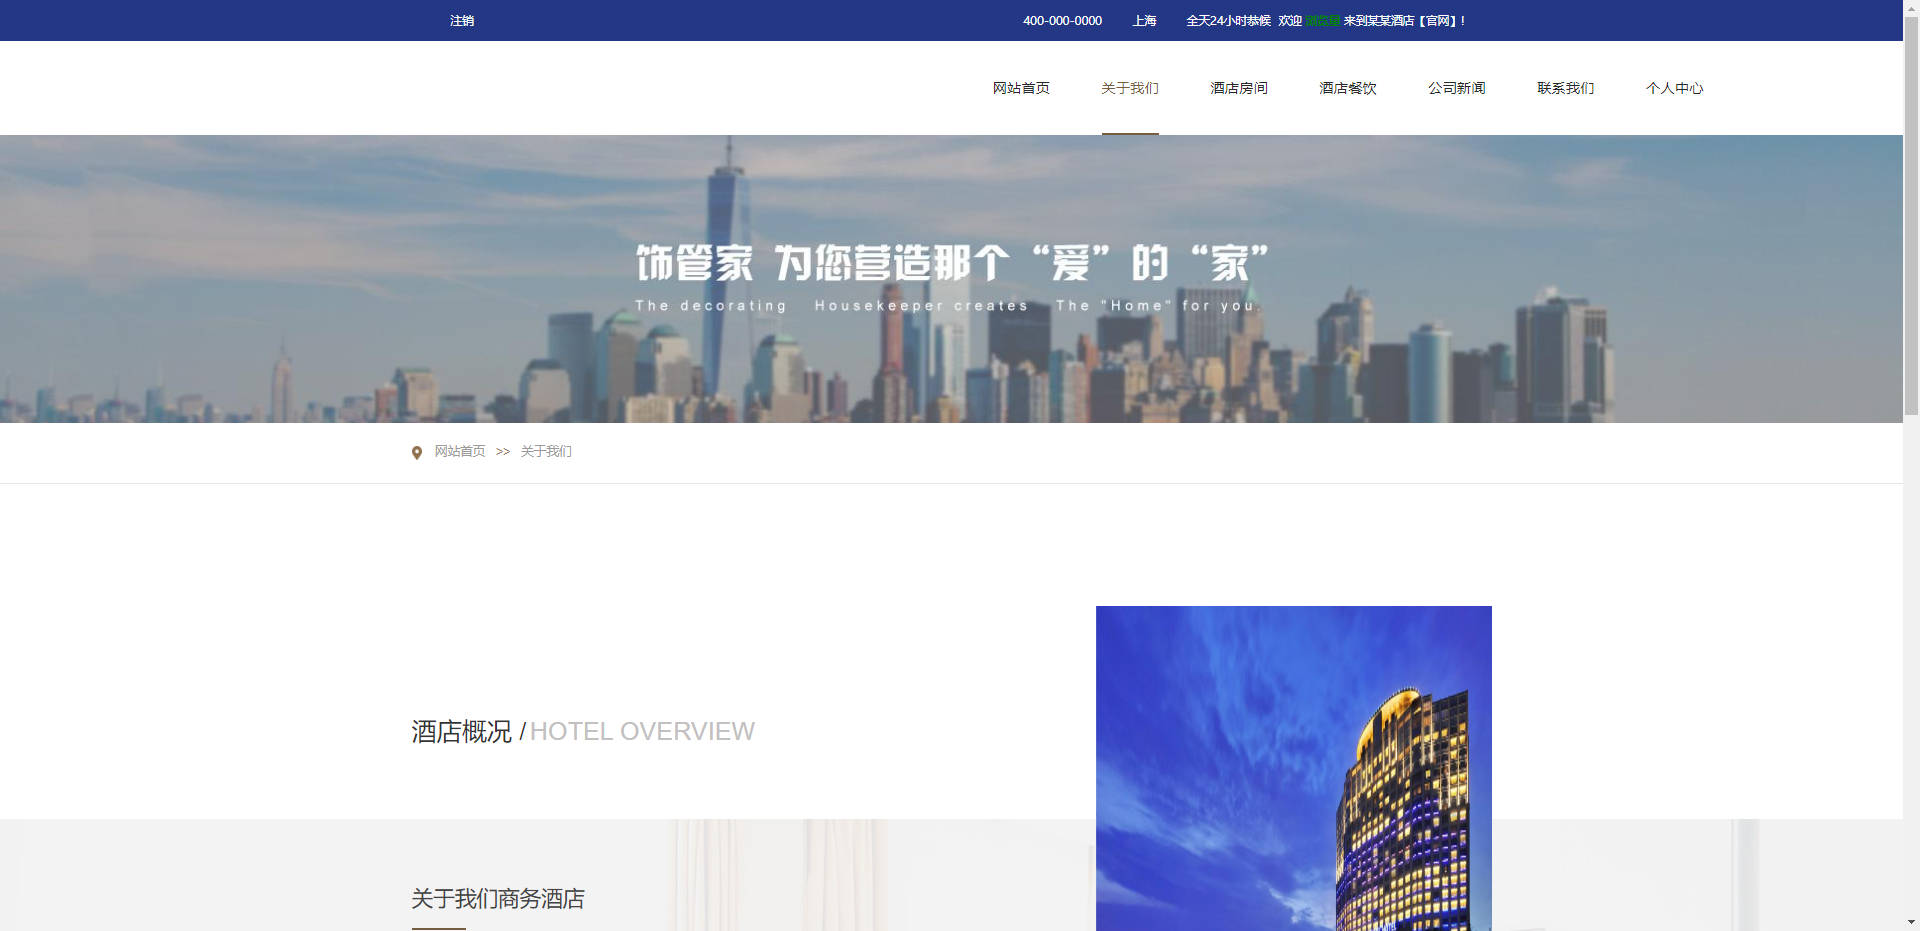 注销
400-000-0000 上海 全天24小时恭候 欢迎 来到某某酒店【官网】!
网站首页 关于我们 酒店房间 酒店餐饮 公司新闻 联系我们 个人中心
饰管家 为您营造那个“爱”的“家”
The decorating Housekeeper creates The "Home" for you.
网站首页 >> 关于我们
酒店概况 / HOTEL OVERVIEW
关于我们商务酒店